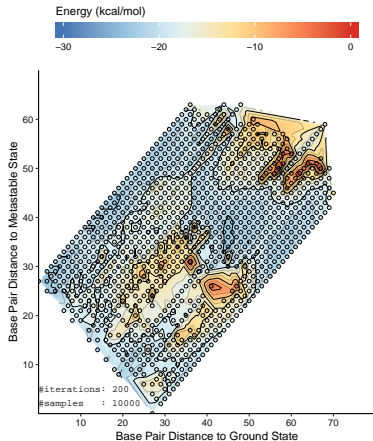 Energy (kcal/mol)
−30 −20 −10 0
Base Pair Distance to Metastable State
60
50
40
30
20
10
#iterations: 200
#samples : 10000
10 20 30 40 50 60 70
Base Pair Distance to Ground State